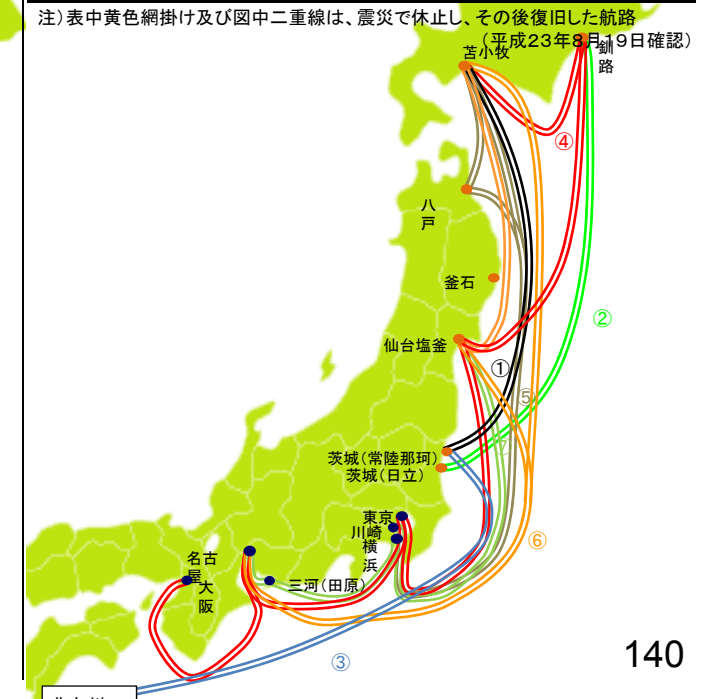 注）表中黄色網掛け及び図中二重線は、震災で休止し、その後復旧した航路
（平成23年8月19日確認）
苫小牧
釧路
④
八戸
釜石
②
仙台塩釜
①
⑤
⑦
茨城（常陸那珂）
茨城（日立）
東京
川崎
横浜
⑥
名古屋
大阪
三河（田原）
③
140